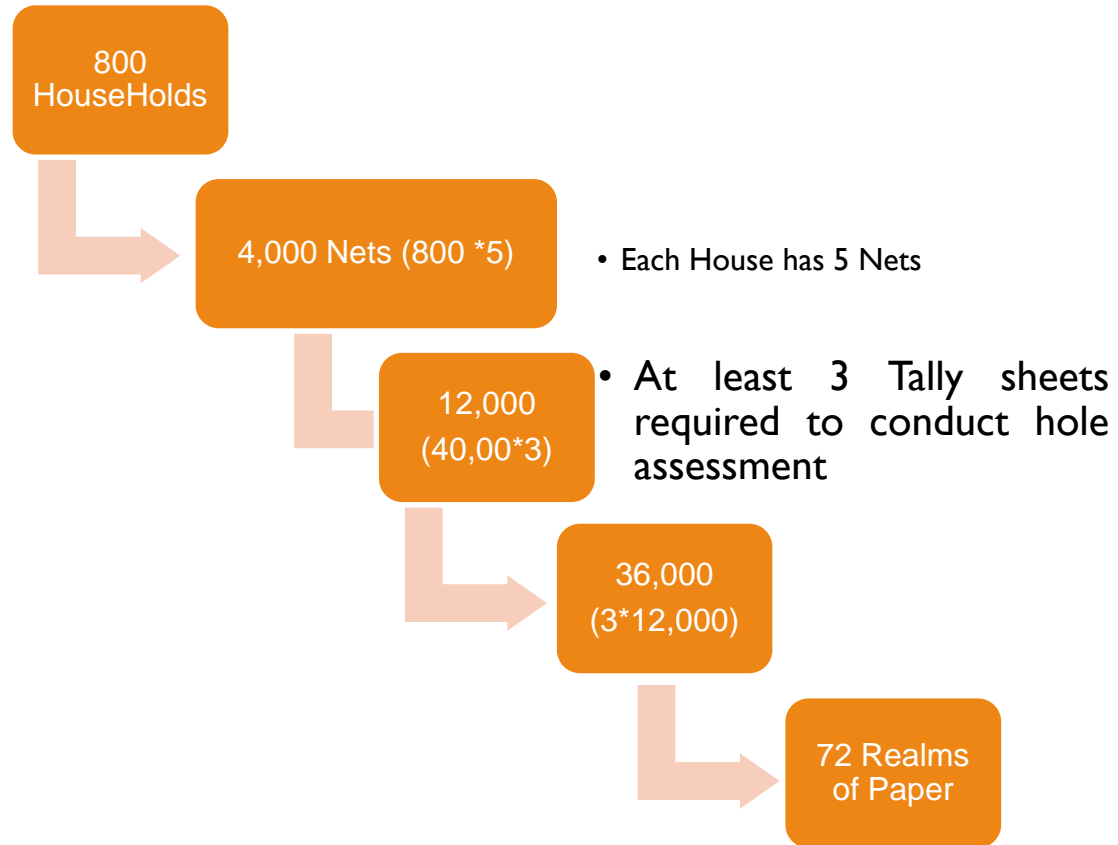 800
HouseHolds
4,000 Nets (800 *5)
• Each House has 5 Nets
12,000
(40,00*3)
• At least 3 Tally sheets
required to conduct hole
assessment
36,000
(3*12,000)
72 Realms
of Paper